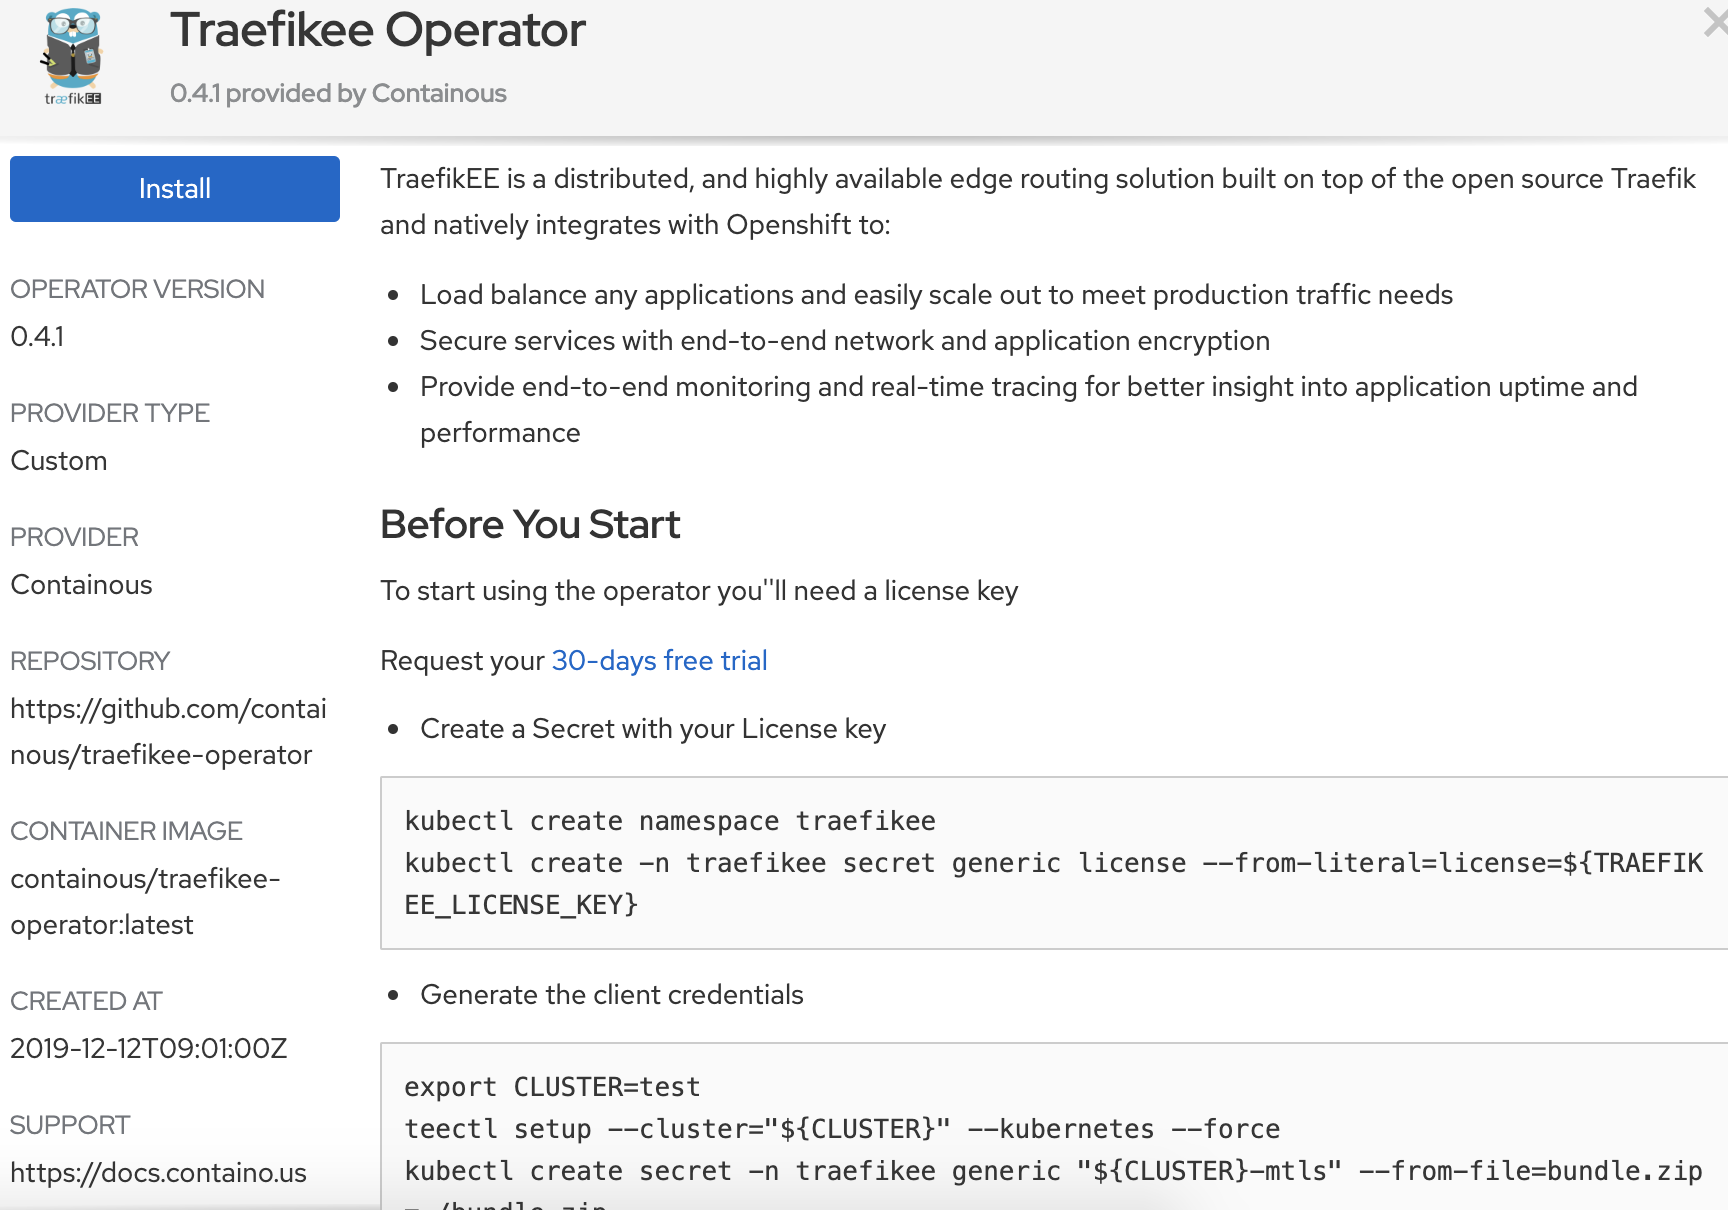 Traefikee Operator
træfikEE
0.4.1 provided by Containous
Install
OPERATOR VERSION
0.4.1
PROVIDER TYPE
Custom
PROVIDER
Containous
REPOSITORY
https://github.com/contai
nous/traefikee-operator
CONTAINER IMAGE
containous/traefikee-
operator:latest
CREATED AT
2019-12-12T09:01:00Z
SUPPORT
https://docs.containo.us
TraefikEE is a distributed, and highly available edge routing solution built on top of the open source Traefik
and natively integrates with Openshift to:
• Load balance any applications and easily scale out to meet production traffic needs
• Secure services with end-to-end network and application encryption
• Provide end-to-end monitoring and real-time tracing for better insight into application uptime and
performance
Before You Start
To start using the operator you''ll need a license key
Request your 30-days free trial
• Create a Secret with your License key
kubectl create namespace traefikee
kubectl create -n traefikee secret generic license --from-literal=license=${TRAEFIK
EE_LICENSE_KEY}
• Generate the client credentials
export CLUSTER=test
teectl setup --cluster="${CLUSTER}" --kubernetes --force
kubectl create secret -n traefikee generic "${CLUSTER}-mtls" --from-file=bundle.zip
=./bundle.zip